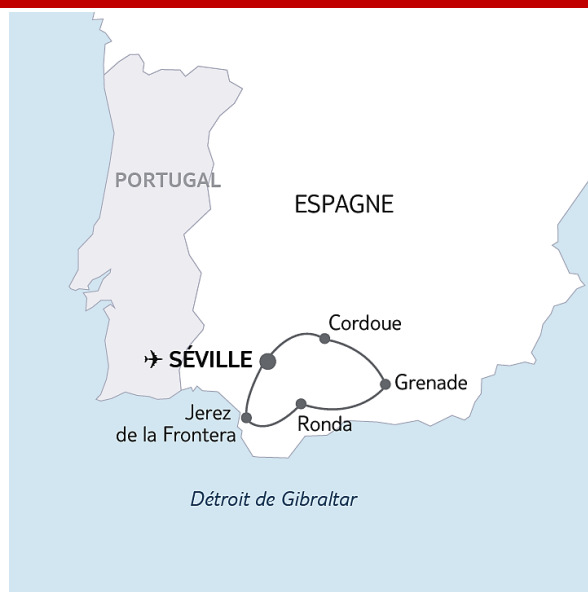 PORTUGAL
ESPAGNE
Cordoue
✈ SÉVILLE
Grenade
Jerez
de la Frontera
Ronda
Détroit de Gibraltar